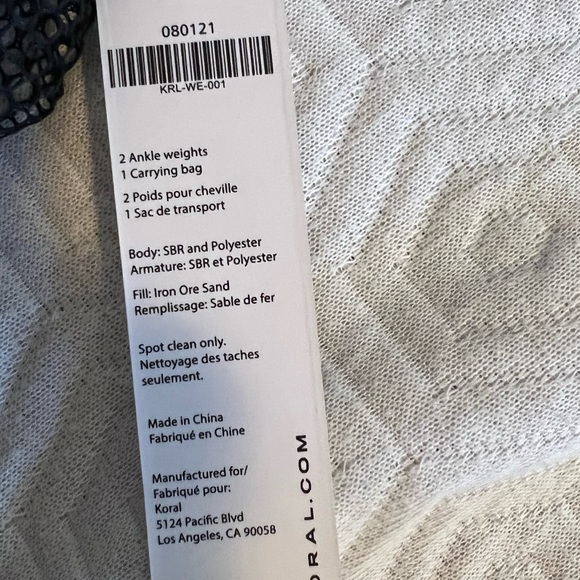 080121
KRL-WE-001
2 Ankle weights
1 Carrying bag
2 Poids pour cheville
1 Sac de transport
Body: SBR and Polyester
Armature: SBR et Polyester
Fill: Iron Ore Sand
Remplissage: Sable de fer
Spot clean only.
Nettoyage des taches
seulement.
Made in China
Fabriqué en Chine
Manufactured for/
Fabriqué pour:
Koral
5124 Pacific Blvd
Los Angeles, CA 90058
ORAL.COM